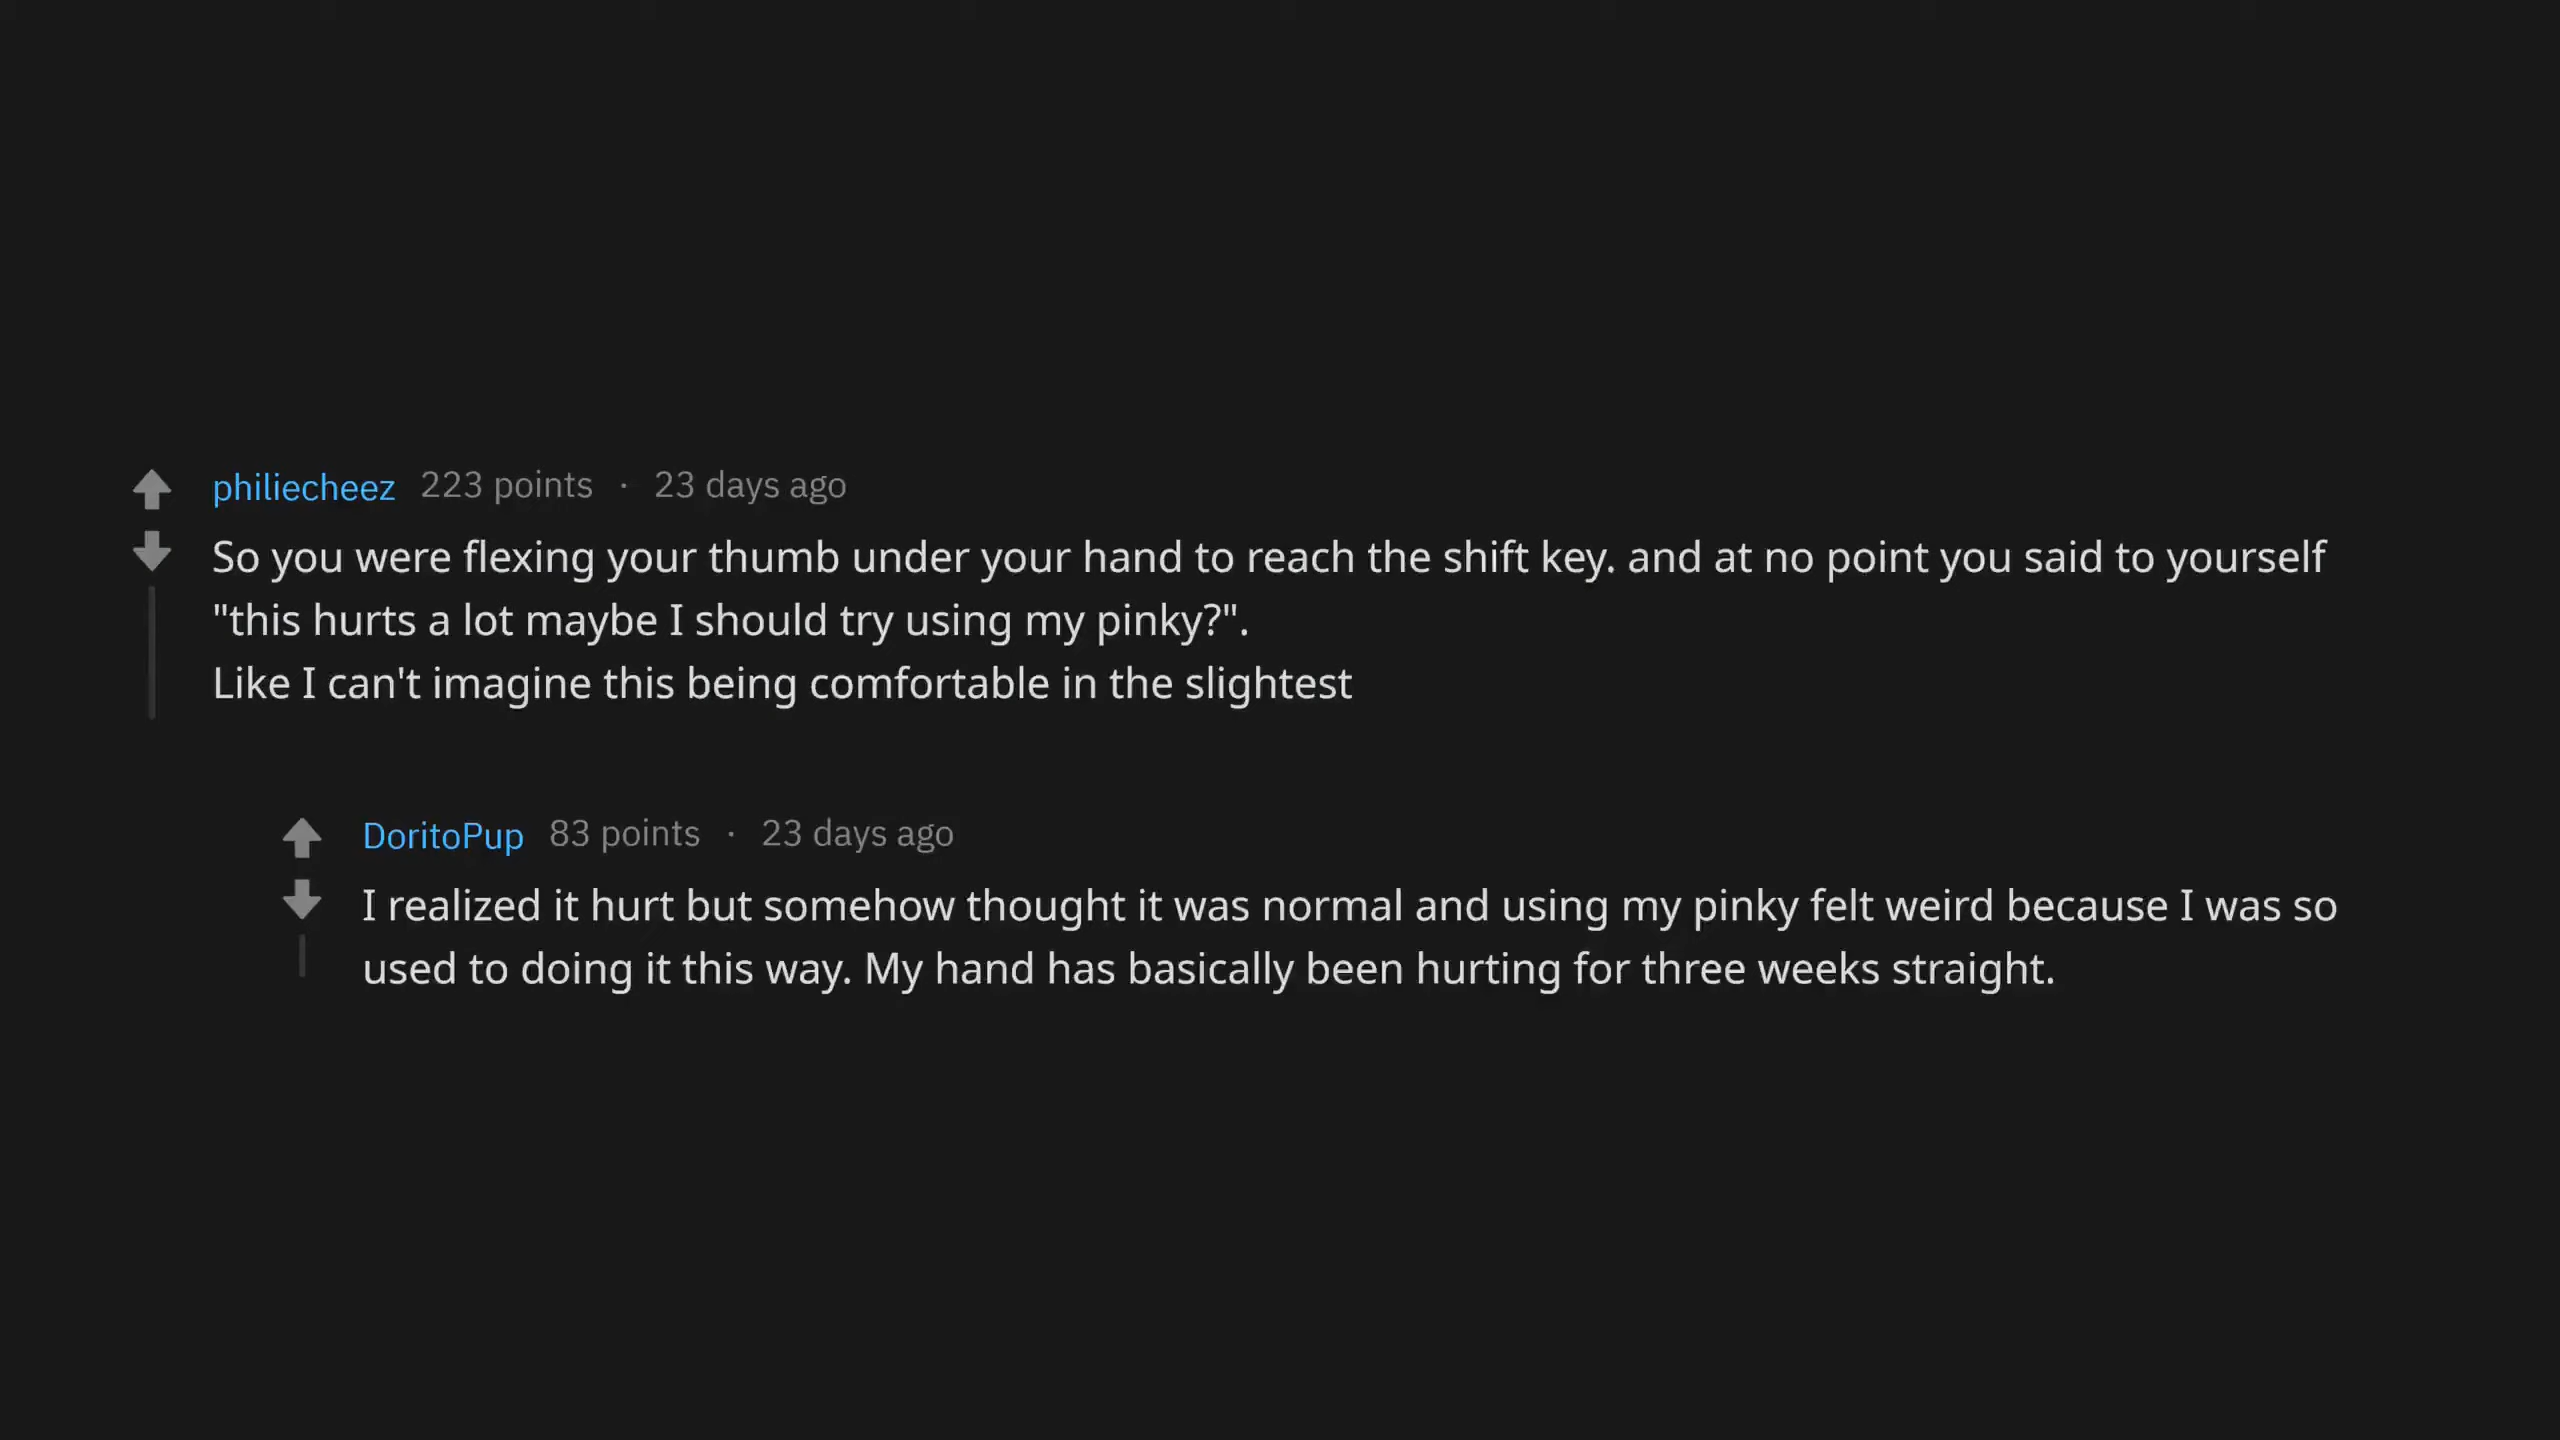 philiecheez 223 points · 23 days ago
So you were flexing your thumb under your hand to reach the shift key. and at no point you said to yourself
"this hurts a lot maybe I should try using my pinky?".
Like I can't imagine this being comfortable in the slightest
DoritoPup 83 points · 23 days ago
I realized it hurt but somehow thought it was normal and using my pinky felt weird because I was so
used to doing it this way. My hand has basically been hurting for three weeks straight.